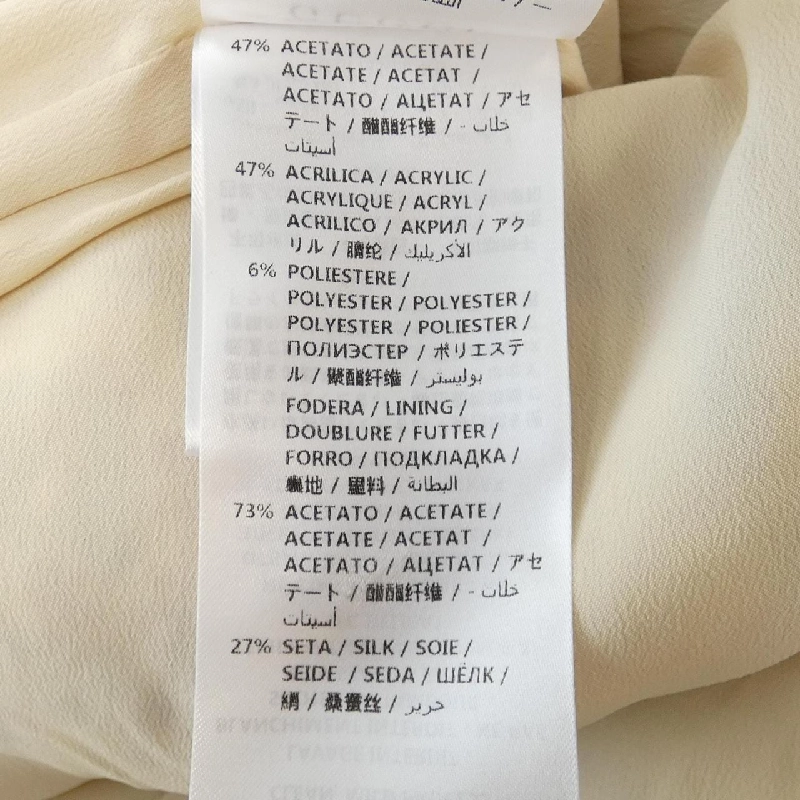 47% ACETATO / ACETATE /
ACETATE / ACETAT /
ACETATO / АЦЕТАТ / アセ
テート / 醋酯纤维 / خلات -
أسيتات
47% ACRILICA / ACRYLIC /
ACRYLIQUE / ACRYL /
ACRILICO / АКРИЛ / アク
リル / 腈纶 / الأكريليك
6% POLIESTERE /
POLYESTER / POLYESTER /
POLYESTER / POLIESTER /
ПОЛИЭСТЕР / ポリエステ
ル / 聚酯纤维 / بوليستر
FODERA / LINING /
DOUBLURE / FUTTER /
FORRO / ПОДКЛАДКА /
裏地 / 里料 / البطانة
73% ACETATO / ACETATE /
ACETATE / ACETAT /
ACETATO / АЦЕТАТ / アセ
テート / 醋酯纤维 / خلات -
أسيتات
27% SETA / SILK / SOIE /
SEIDE / SEDA / ШЁЛК /
絹 / 桑蚕丝 / حرير